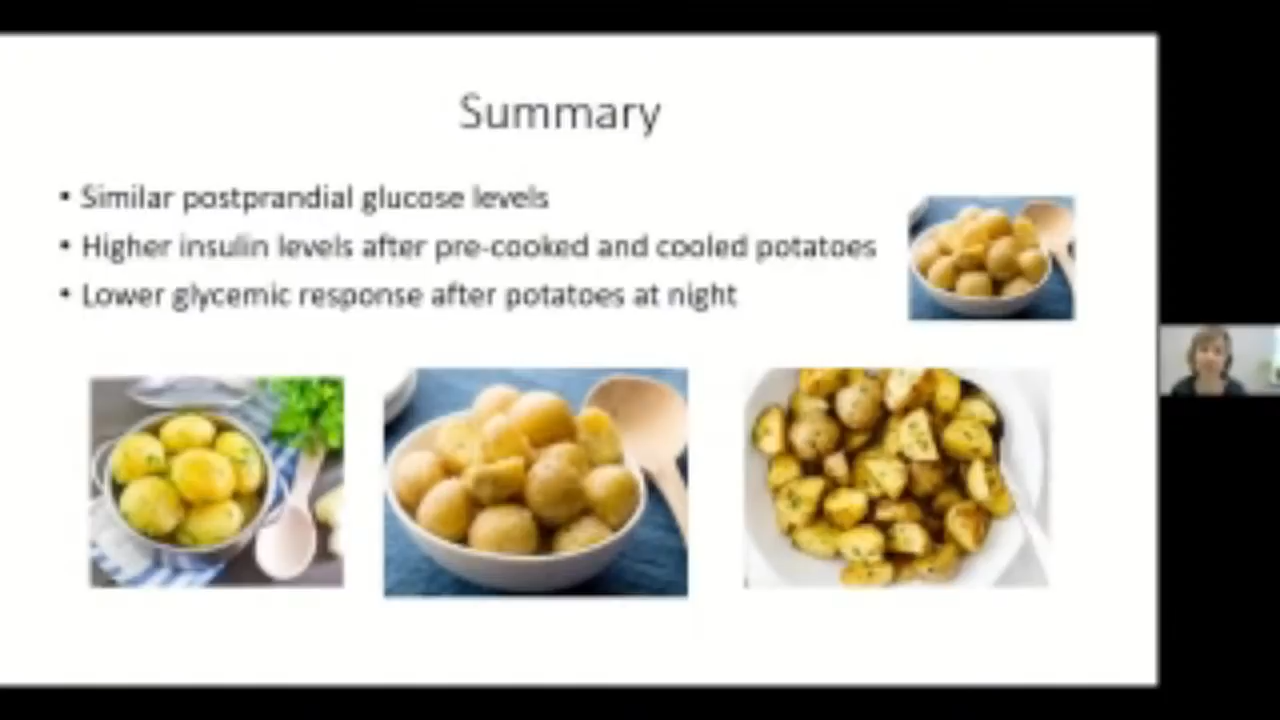 Summary
• Similar postprandial glucose levels
• Higher insulin levels after pre-cooked and cooled potatoes
• Lower glycemic response after potatoes at night